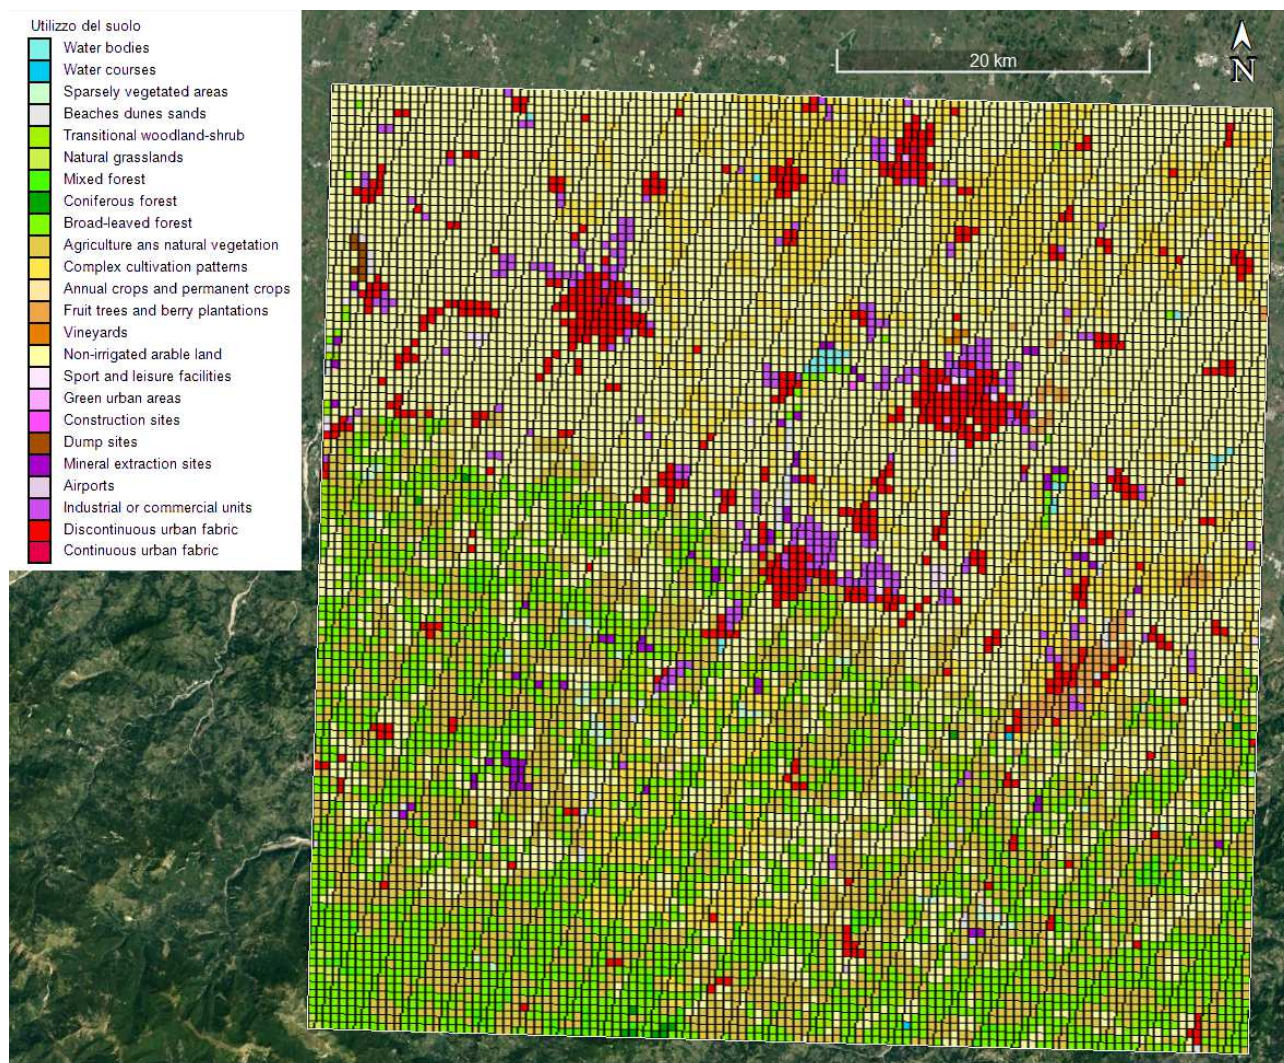 Utilizzo del suolo
Water bodies
Water courses
Sparsely vegetated areas
Beaches dunes sands
Transitional woodland-shrub
Natural grasslands
Mixed forest
Coniferous forest
Broad-leaved forest
Agriculture ans natural vegetation
Complex cultivation patterns
Annual crops and permanent crops
Fruit trees and berry plantations
Vineyards
Non-irrigated arable land
Sport and leisure facilities
Green urban areas
Construction sites
Dump sites
Mineral extraction sites
Airports
Industrial or commercial units
Discontinuous urban fabric
Continuous urban fabric
20 km
N